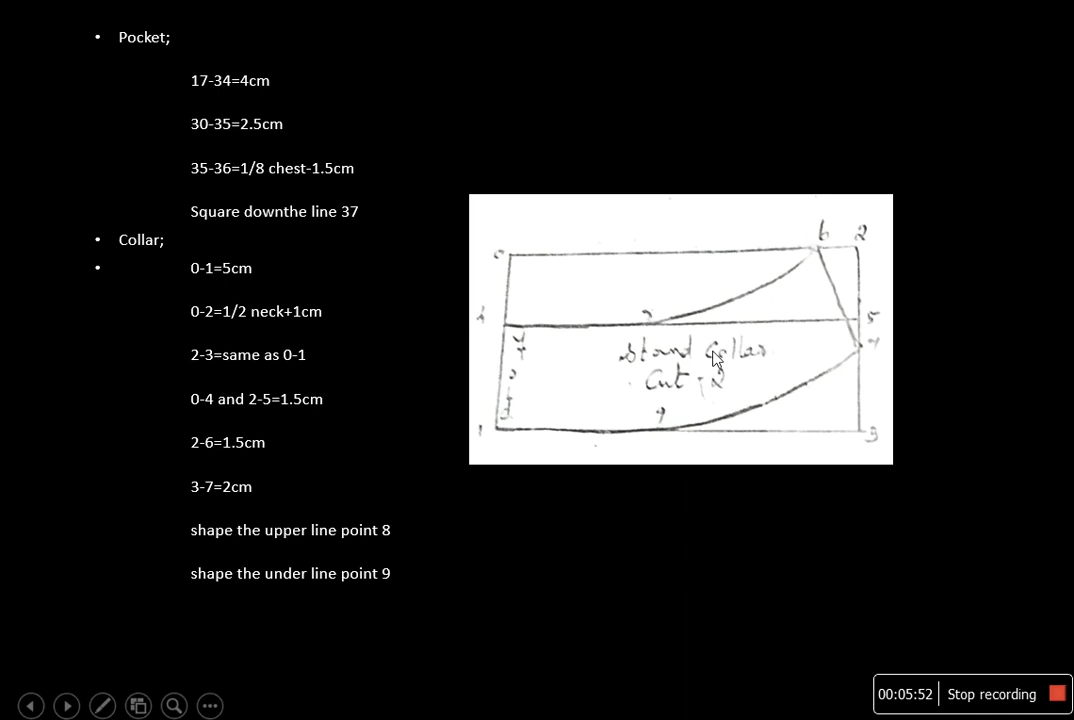 Pocket;
17-34=4cm
30-35=2.5cm
35-36=1/8 chest-1.5cm
Square downthe line 37
Collar;
0-1=5cm
0-2=1/2 neck+1cm
2-3=same as 0-1
0-4 and 2-5=1.5cm
2-6=1.5cm
3-7=2cm
shape the upper line point 8
shape the under line point 9
0
6 2
5
Stand Collar
7
Cut - 2
9
1
3
00:05:52 Stop recording